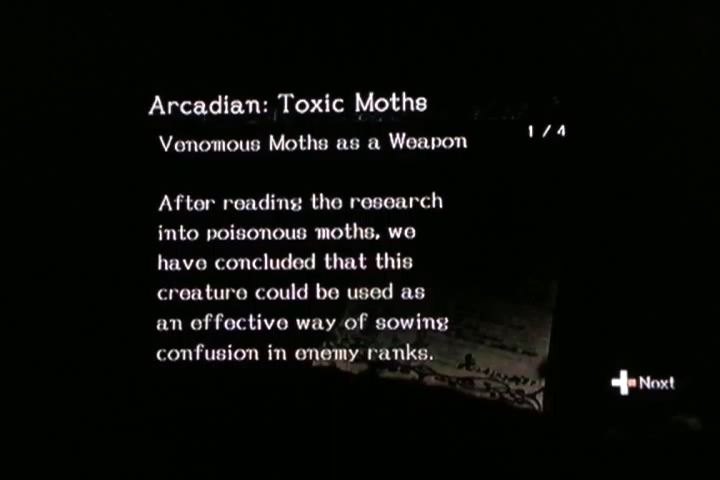 Arcadian: Toxic Moths
Venomous Moths as a Weapon
1 / 4
After reading the research
into poisonous moths, we
have concluded that this
creature could be used as
an effective way of sowing
confusion in enemy ranks.
Next